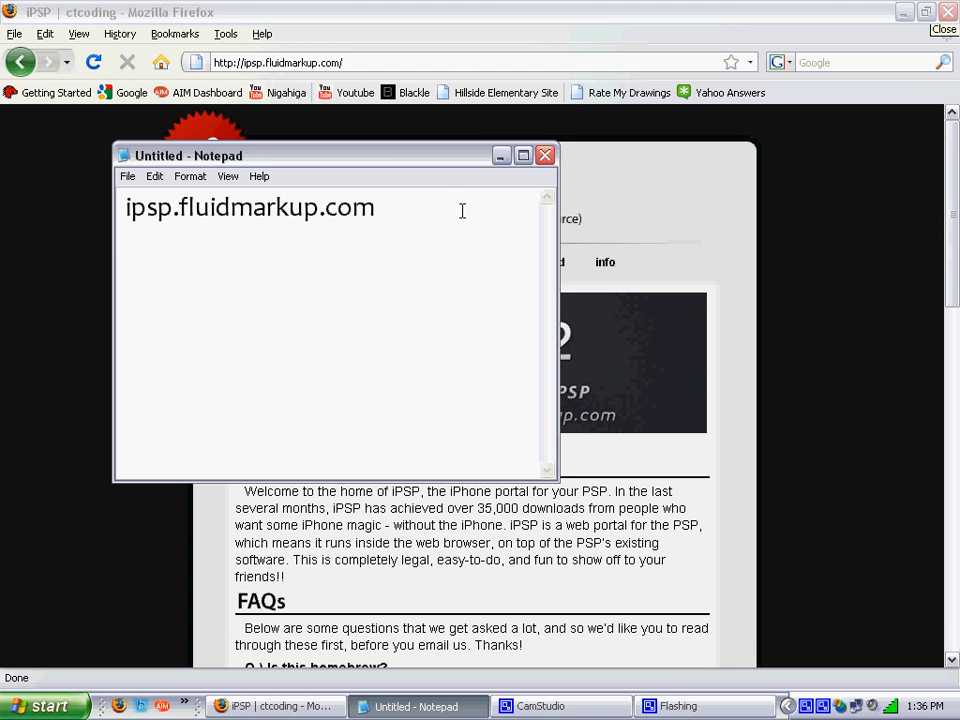 iPSP | ctcoding - Mozilla Firefox
Close
File Edit View History Bookmarks Tools Help
http://ipsp.fluidmarkup.com/
Google
Getting Started Google AIM Dashboard Nigahiga Youtube Blackle Hillside Elementary Site Rate My Drawings Yahoo Answers
Untitled - Notepad
File Edit Format View Help
ipsp.fluidmarkup.com
info
Welcome to the home of iPSP, the iPhone portal for your PSP. In the last
several months, iPSP has achieved over 35,000 downloads from people who
want some iPhone magic - without the iPhone. iPSP is a web portal for the PSP,
which means it runs inside the web browser, on top of the PSP's existing
software. This is completely legal, easy-to-do, and fun to show off to your
friends!!
FAQs
Below are some questions that we get asked a lot, and so we'd like you to read
through these first, before you email us. Thanks!
Q.) Is this homebrew?
Done
start
iPSP | ctcoding - Mo...
Untitled - Notepad
CamStudio
Flashing
1:36 PM